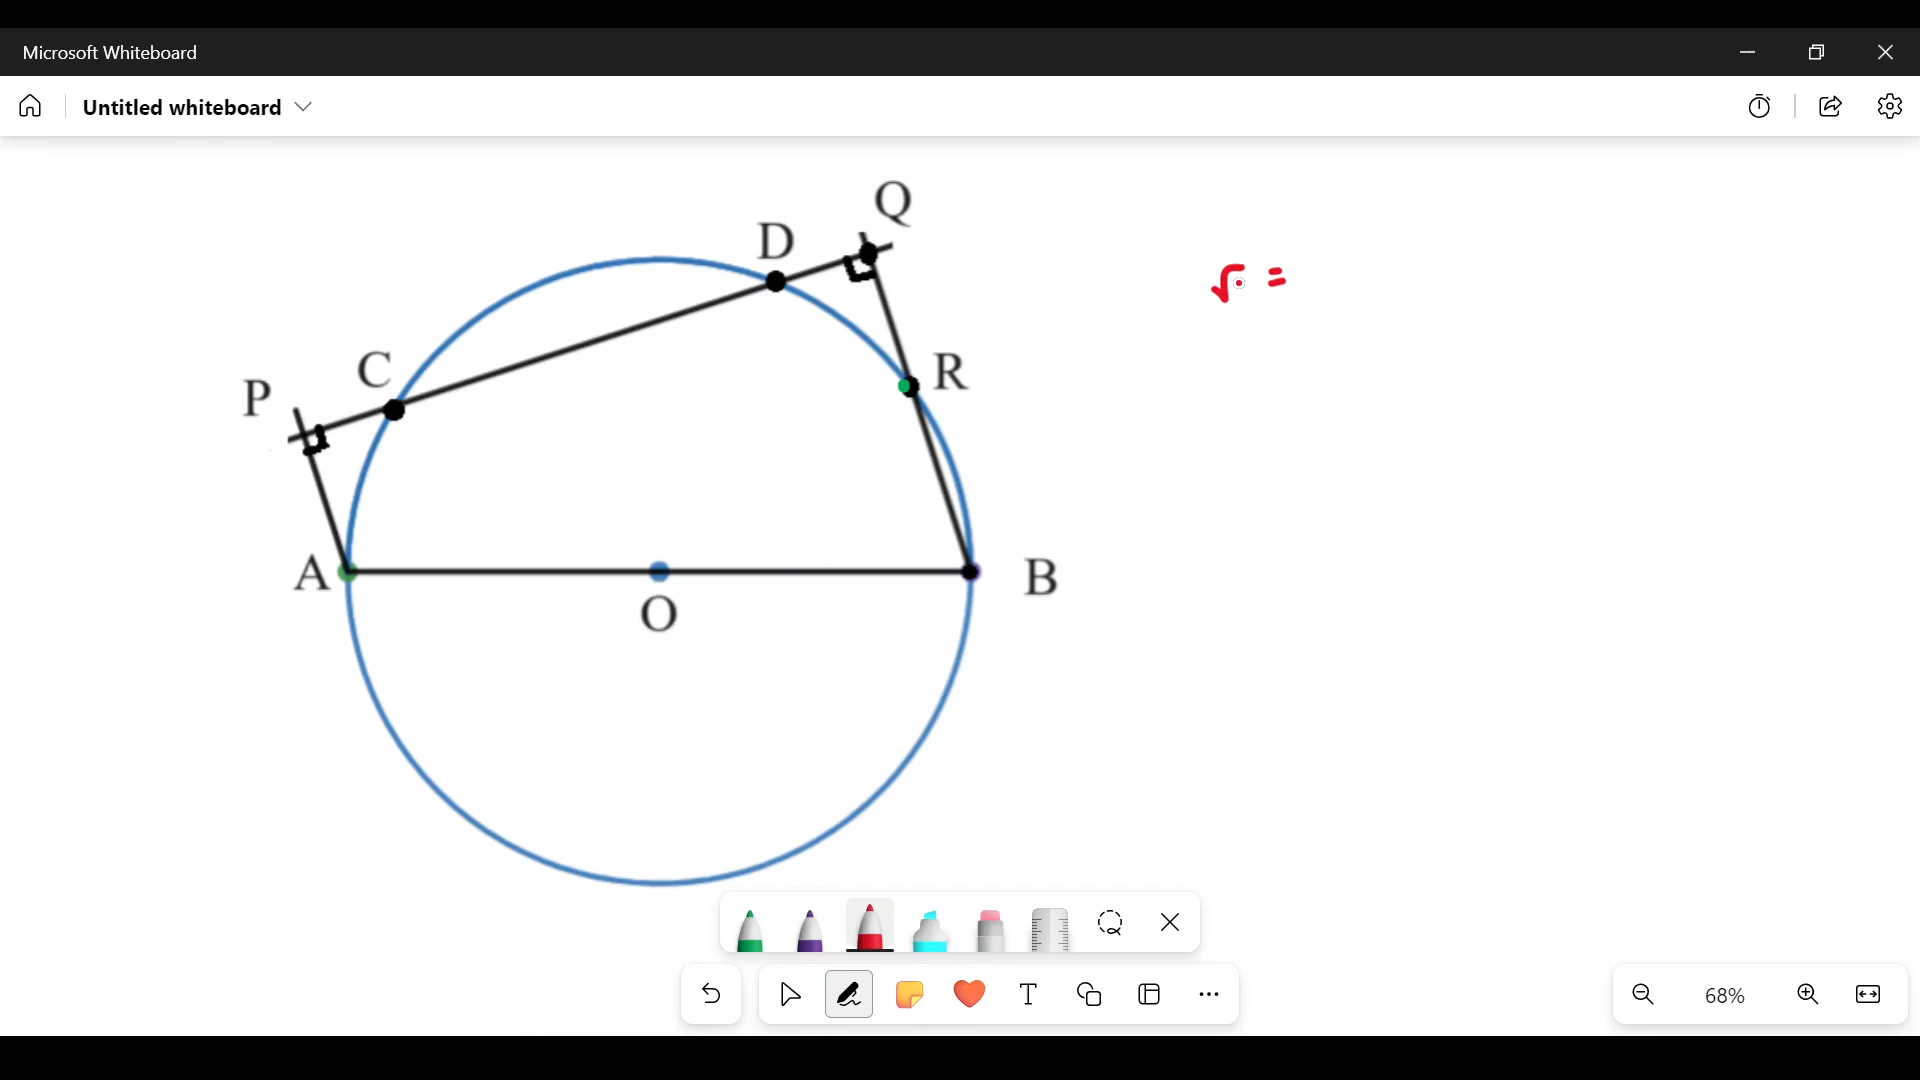 Microsoft Whiteboard
Untitled whiteboard
Q
D
R
C
P
r =
A
B
O
T
68%